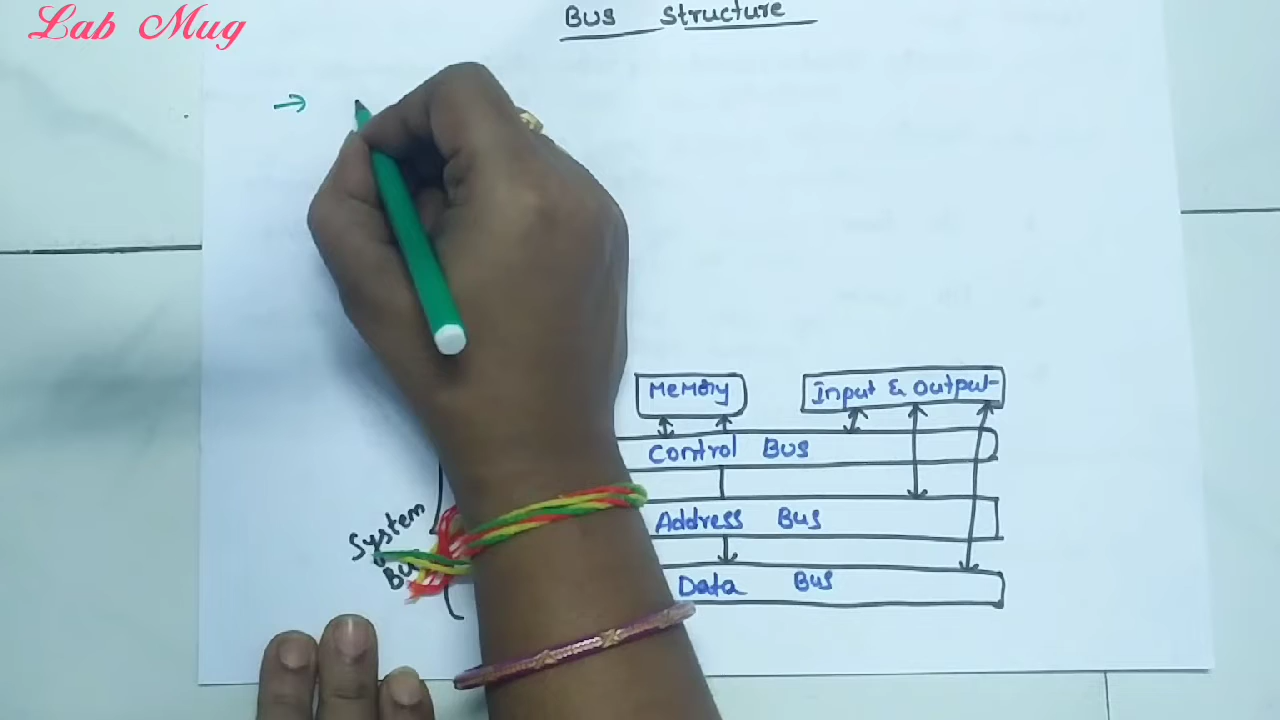 Lab Mug
Bus Structure
→
Memory
Input & Output
Control Bus
System
Address Bus
Data Bus